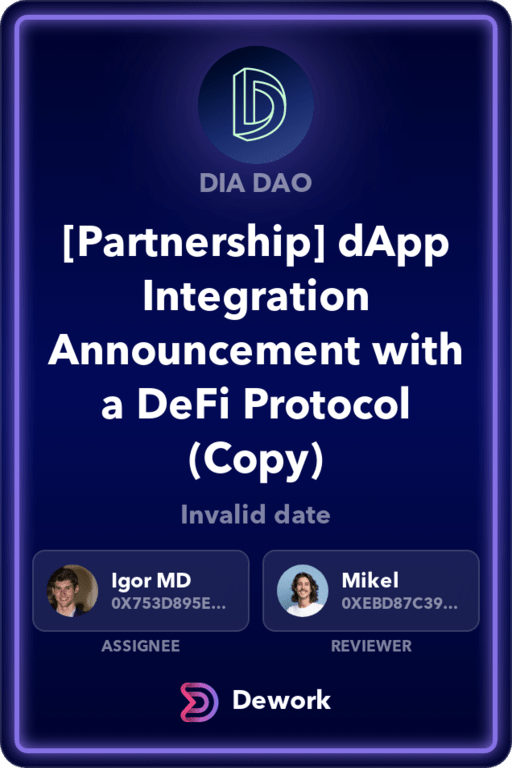 DIA DAO
[Partnership] dApp
Integration
Announcement with
a DeFi Protocol
(Copy)
Invalid date
Igor MD
0X753D895E...
ASSIGNEE
Mikel
0XEBD87C39...
REVIEWER
Dework